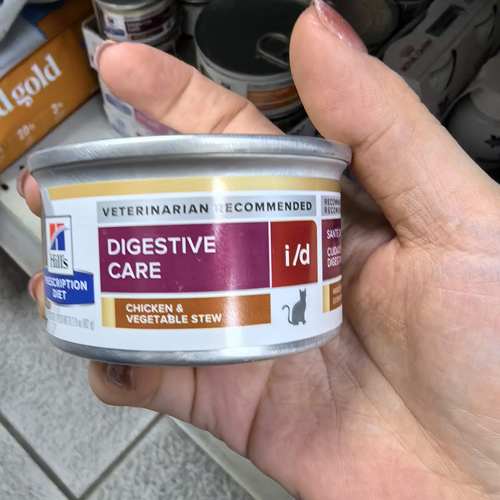 d gold
VETERINARIAN RECOMMENDED
Hill's
PRESCRIPTION
DIET
DIGESTIVE
CARE
i/d
CHICKEN &
VEGETABLE STEW